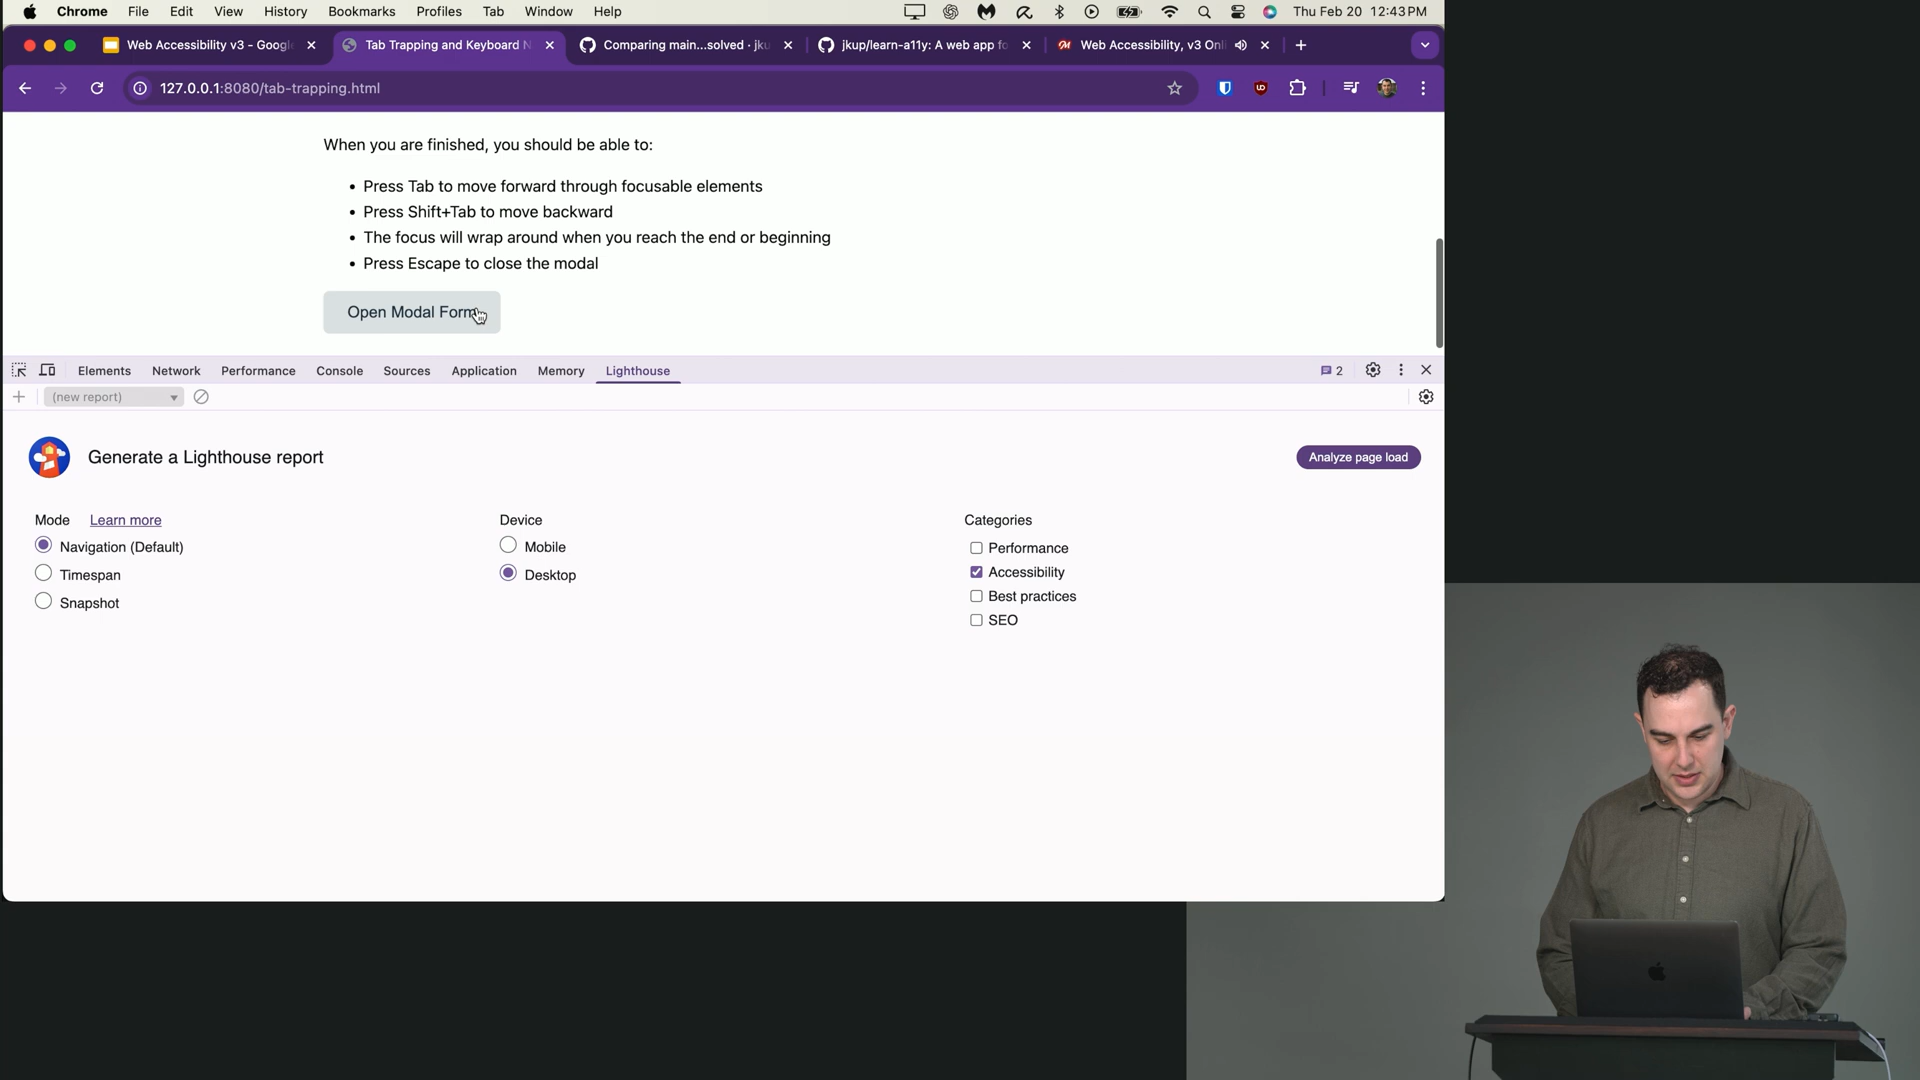 Chrome File Edit View History Bookmarks Profiles Tab Window Help Thu Feb 20 12:43 PM
Web Accessibility v3 - Google Tab Trapping and Keyboard N Comparing main...solved · jku jkup/learn-a11y: A web app fo Web Accessibility, v3 Onli
127.0.0.1:8080/tab-trapping.html
When you are finished, you should be able to:
• Press Tab to move forward through focusable elements
• Press Shift+Tab to move backward
• The focus will wrap around when you reach the end or beginning
• Press Escape to close the modal
Open Modal Form
Elements Network Performance Console Sources Application Memory Lighthouse 2
(new report)
Generate a Lighthouse report Analyze page load
Mode Learn more Device Categories
Navigation (Default) Mobile Performance
Timespan Desktop Accessibility
Snapshot Best practices
SEO